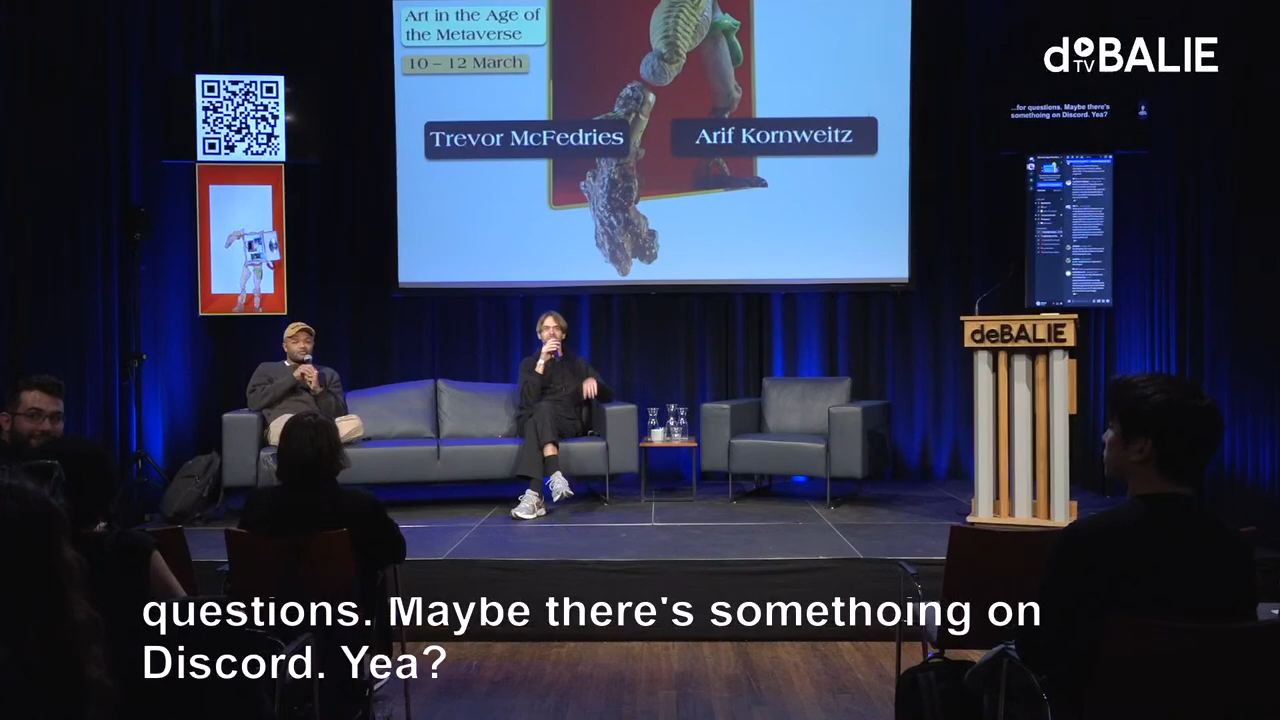 Art in the Age of
the Metaverse
10 – 12 March
Trevor McFedries
Arif Kornweitz
deBALIE
TV
...for questions. Maybe there's
somethoing on Discord. Yea?
deBALIE
questions. Maybe there's somethoing on
Discord. Yea?